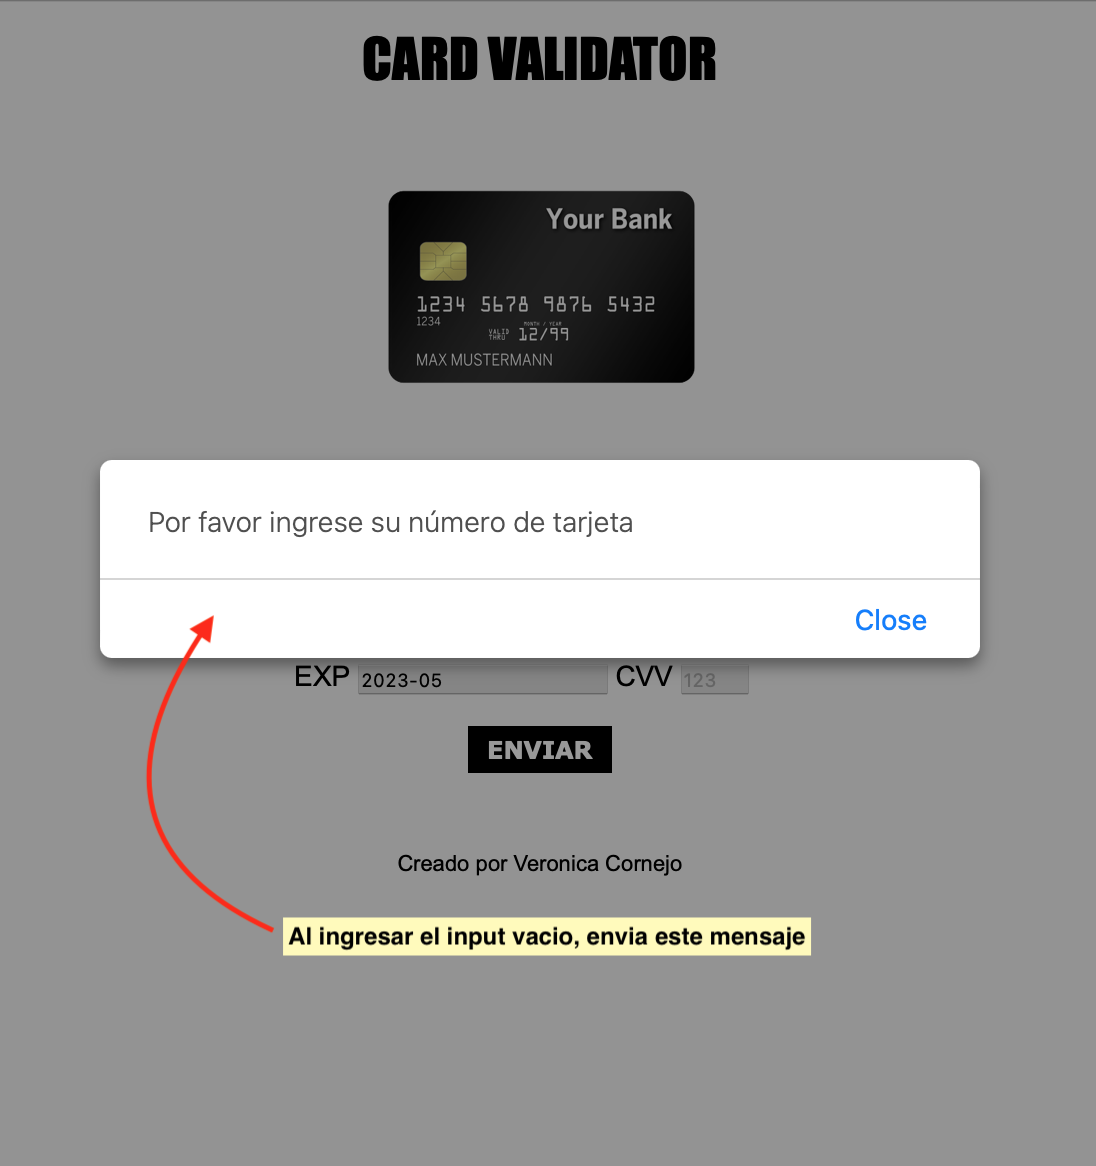 CARD VALIDATOR
Your Bank
1234 5678 9876 5432
1234
MONTH / YEAR
VALID THRU 12/99
MAX MUSTERMANN
Por favor ingrese su número de tarjeta
Close
EXP 2023-05 CVV 123
ENVIAR
Creado por Veronica Cornejo
Al ingresar el input vacio, envia este mensaje